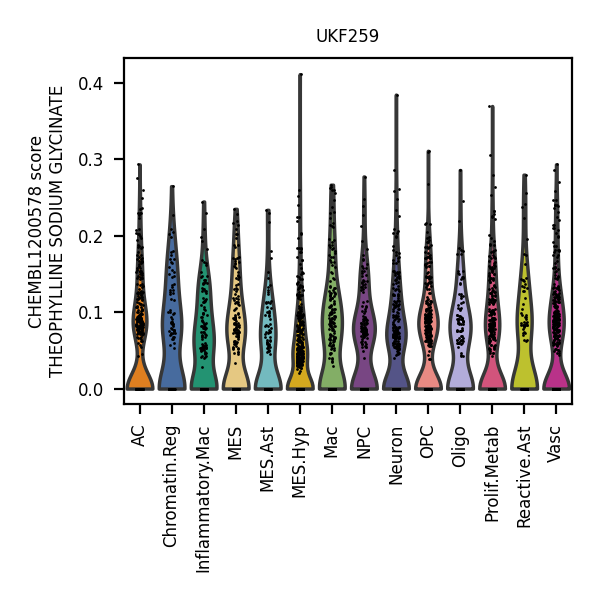 UKF259
CHEMBL1200578 score
THEOPHYLLINE SODIUM GLYCINATE
0.4
0.3
0.2
0.1
0.0
AC
Chromatin.Reg
Inflammatory.Mac
MES
MES.Ast
MES.Hyp
Mac
NPC
Neuron
OPC
Oligo
Prolif.Metab
Reactive.Ast
Vasc